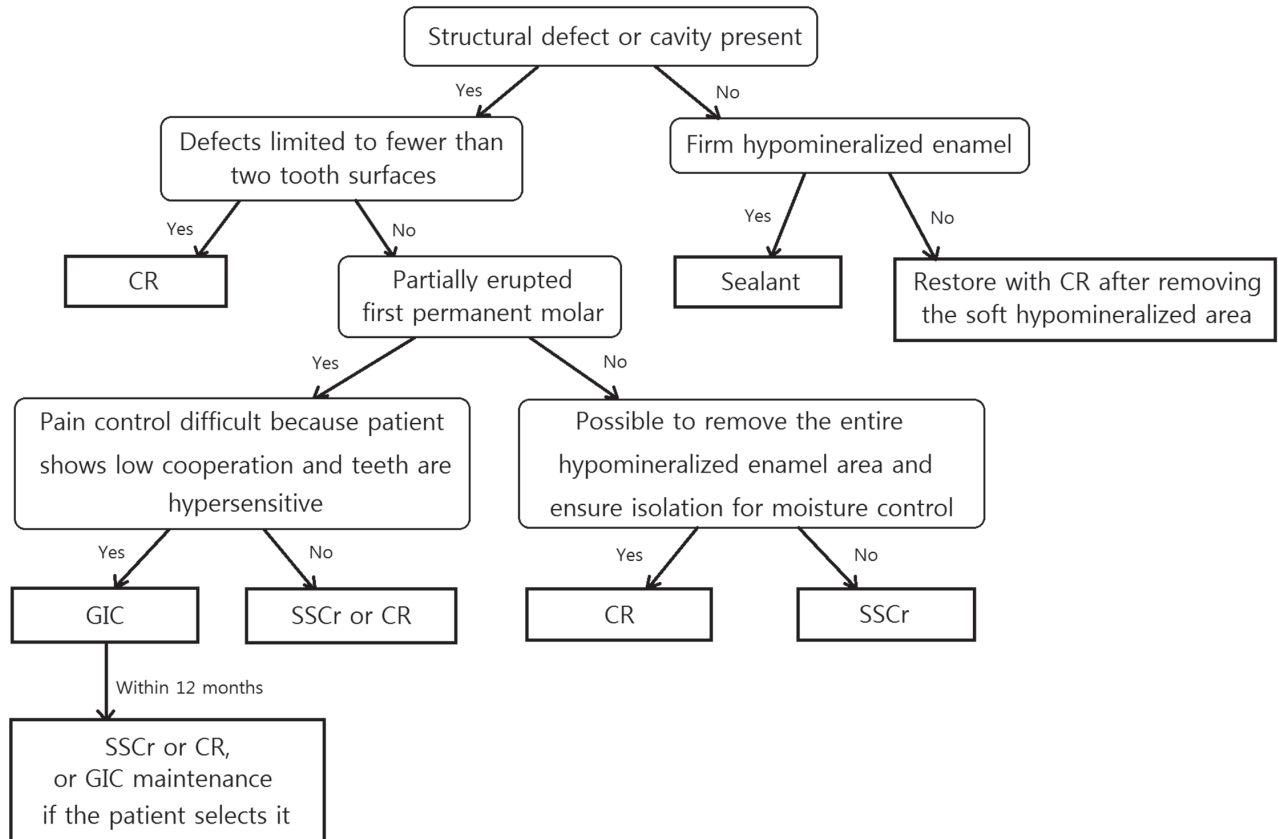 Structural defect or cavity present
Yes
No
Defects limited to fewer than
two tooth surfaces
Firm hypomineralized enamel
Yes
No
Yes
No
CR
Partially erupted
first permanent molar
Sealant
Restore with CR after removing
the soft hypomineralized area
Yes
No
Pain control difficult because patient
shows low cooperation and teeth are
hypersensitive
Possible to remove the entire
hypomineralized enamel area and
ensure isolation for moisture control
Yes
No
Yes
No
GIC
SSCr or CR
CR
SSCr
Within 12 months
SSCr or CR,
or GIC maintenance
if the patient selects it